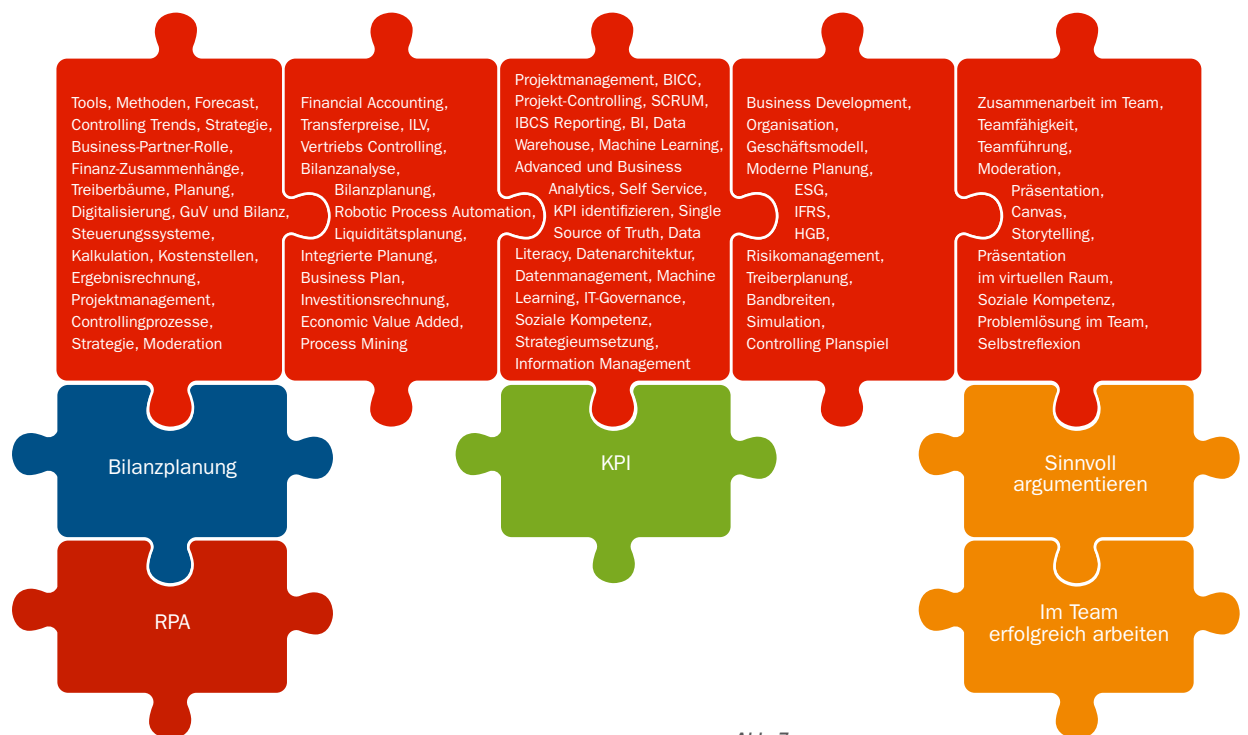 Tools, Methoden, Forecast,
Controlling Trends, Strategie,
Business-Partner-Rolle,
Finanz-Zusammenhänge,
Treiberbäume, Planung,
Digitalisierung, GuV und Bilanz,
Steuerungssysteme,
Kalkulation, Kostenstellen,
Ergebnisrechnung,
Projektmanagement,
Controllingprozesse,
Strategie, Moderation
Financial Accounting,
Transferpreise, ILV,
Vertriebs Controlling,
Bilanzanalyse,
Bilanzplanung,
Robotic Process Automation,
Liquiditätsplanung,
Integrierte Planung,
Business Plan,
Investitionsrechnung,
Economic Value Added,
Process Mining
Projektmanagement, BICC,
Projekt-Controlling, SCRUM,
IBCS Reporting, BI, Data
Warehouse, Machine Learning,
Advanced und Business
Analytics, Self Service,
KPI identifizieren, Single
Source of Truth, Data
Literacy, Datenarchitektur,
Datenmanagement, Machine
Learning, IT-Governance,
Soziale Kompetenz,
Strategieumsetzung,
Information Management
Business Development,
Organisation,
Geschäftsmodell,
Moderne Planung,
ESG,
IFRS,
HGB,
Risikomanagement,
Treiberplanung,
Bandbreiten,
Simulation,
Controlling Planspiel
Zusammenarbeit im Team,
Teamfähigkeit,
Teamführung,
Moderation,
Präsentation,
Canvas,
Storytelling,
Präsentation
im virtuellen Raum,
Soziale Kompetenz,
Problemlösung im Team,
Selbstreflexion
Bilanzplanung
KPI
Sinnvoll
argumentieren
RPA
Im Team
erfolgreich arbeiten